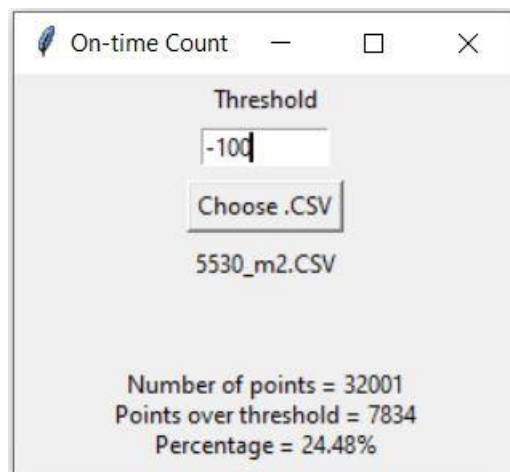 On-time Count
Threshold
-100
Choose .CSV
5530_m2.CSV
Number of points = 32001
Points over threshold = 7834
Percentage = 24.48%